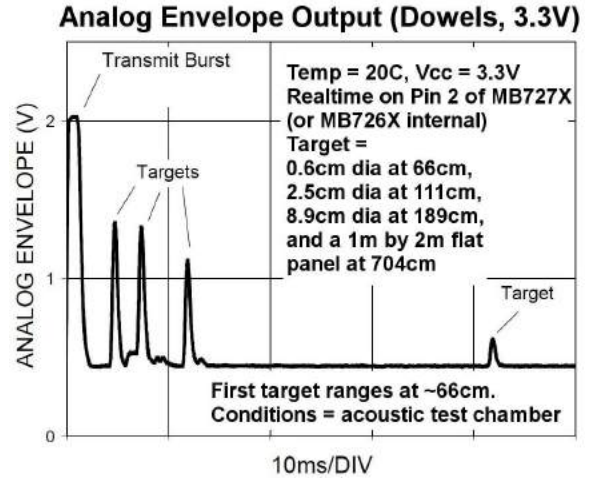 Analog Envelope Output (Dowels, 3.3V)
Transmit Burst
Temp = 20C, Vcc = 3.3V
Realtime on Pin 2 of MB727X
(or MB726X internal)
Target =
0.6cm dia at 66cm,
2.5cm dia at 111cm,
8.9cm dia at 189cm,
and a 1m by 2m flat
panel at 704cm
Targets
Target
First target ranges at ~66cm.
Conditions = acoustic test chamber
ANALOG ENVELOPE (V)
2
1
0
10ms/DIV